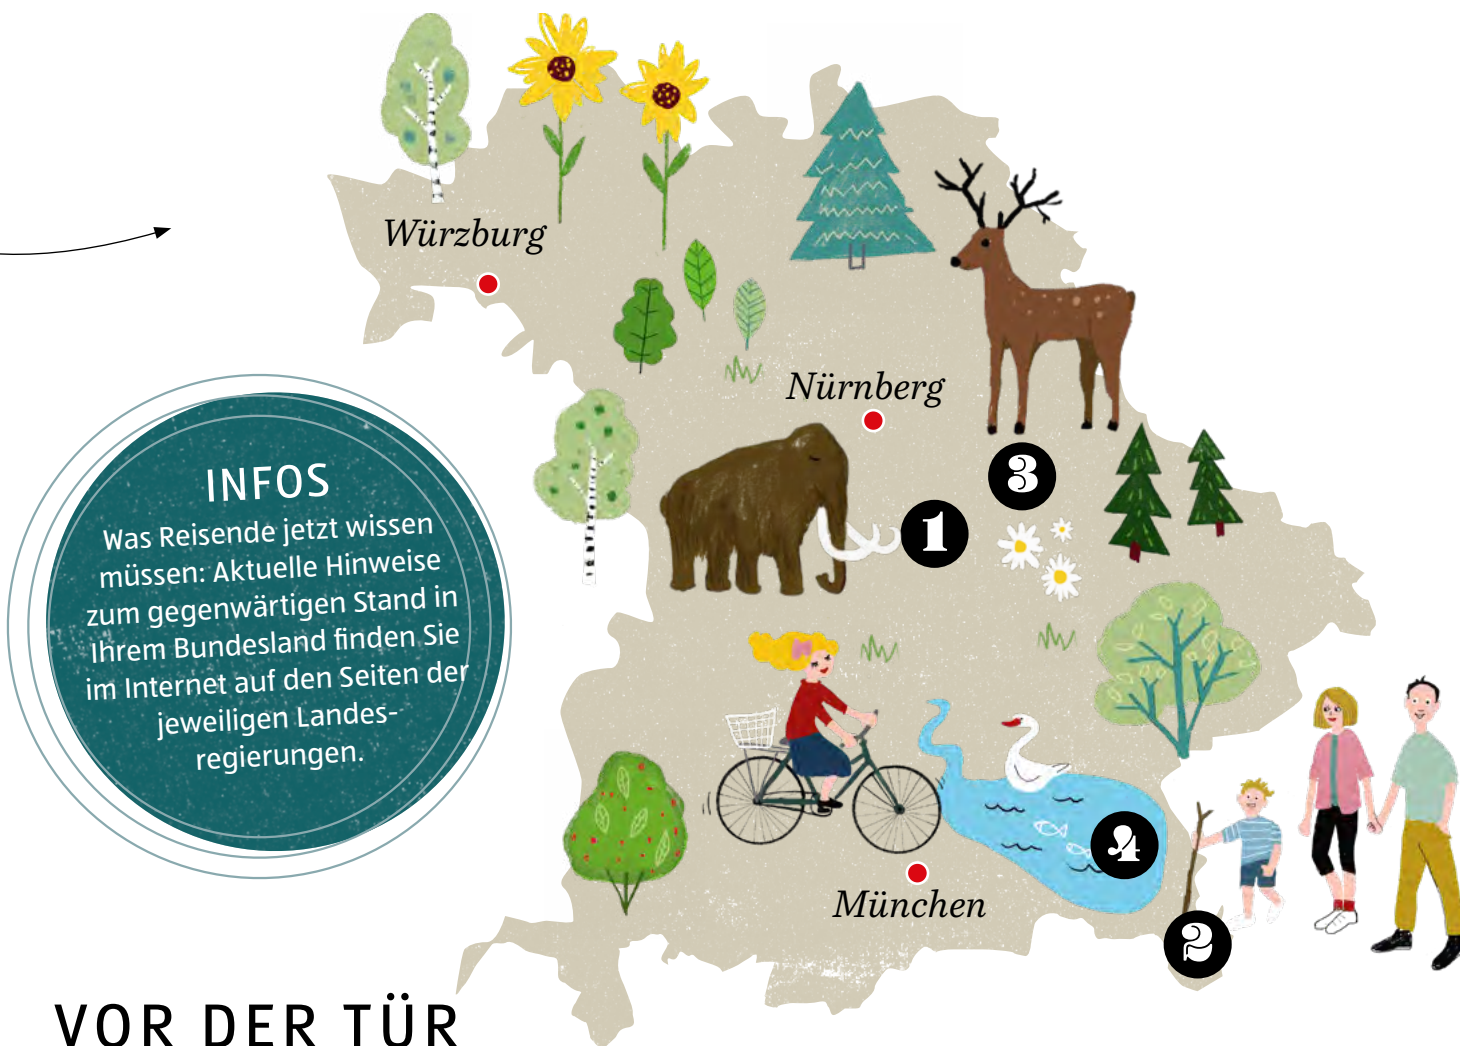 Würzburg
Nürnberg
3
1
INFOS
Was Reisende jetzt wissen
müssen: Aktuelle Hinweise
zum gegenwärtigen Stand in
Ihrem Bundesland finden Sie
im Internet auf den Seiten der
jeweiligen Landes-
regierungen.
4
München
2
VOR DER TÜR